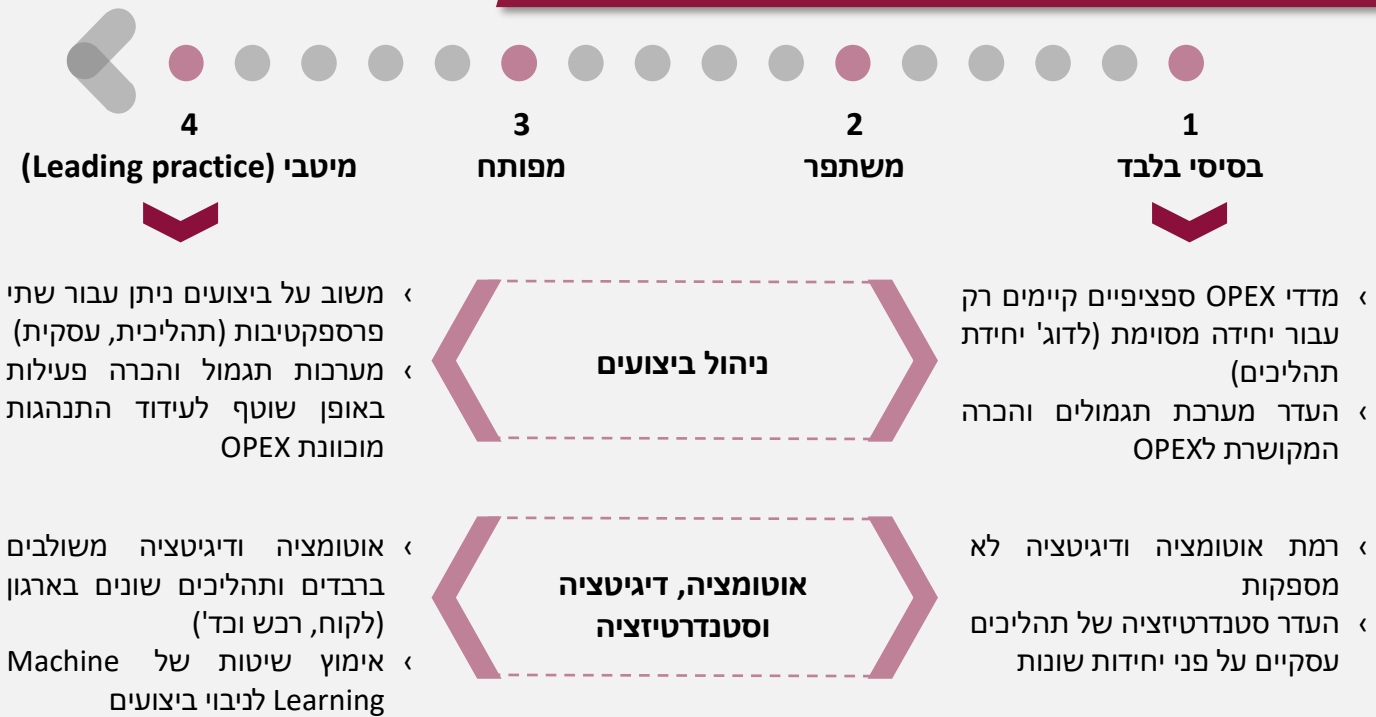 1
בסיסי בלבד
2
משתפר
3
מפותח
4
מיטבי (Leading practice)
ניהול ביצועים
› מדדי OPEX ספציפיים קיימים רק
עבור יחידה מסוימת (לדוג' יחידת
תהליכים)
› העדר מערכת תגמולים והכרה
המקושרת לOPEX
› משוב על ביצועים ניתן עבור שתי
פרספקטיבות (תהליכית, עסקית)
› מערכות תגמול והכרה פעילות
באופן שוטף לעידוד התנהגות
מוכוונת OPEX
אוטומציה, דיגיטציה
וסטנדרטיזציה
› רמת אוטומציה ודיגיטציה לא
מספקות
› העדר סטנדרטיזציה של תהליכים
עסקיים על פני יחידות שונות
› אוטומציה ודיגיטציה משולבים
ברבדים ותהליכים שונים בארגון
(לקוח, רכש וכד')
› אימוץ שיטות של Machine
Learning לניבוי ביצועים